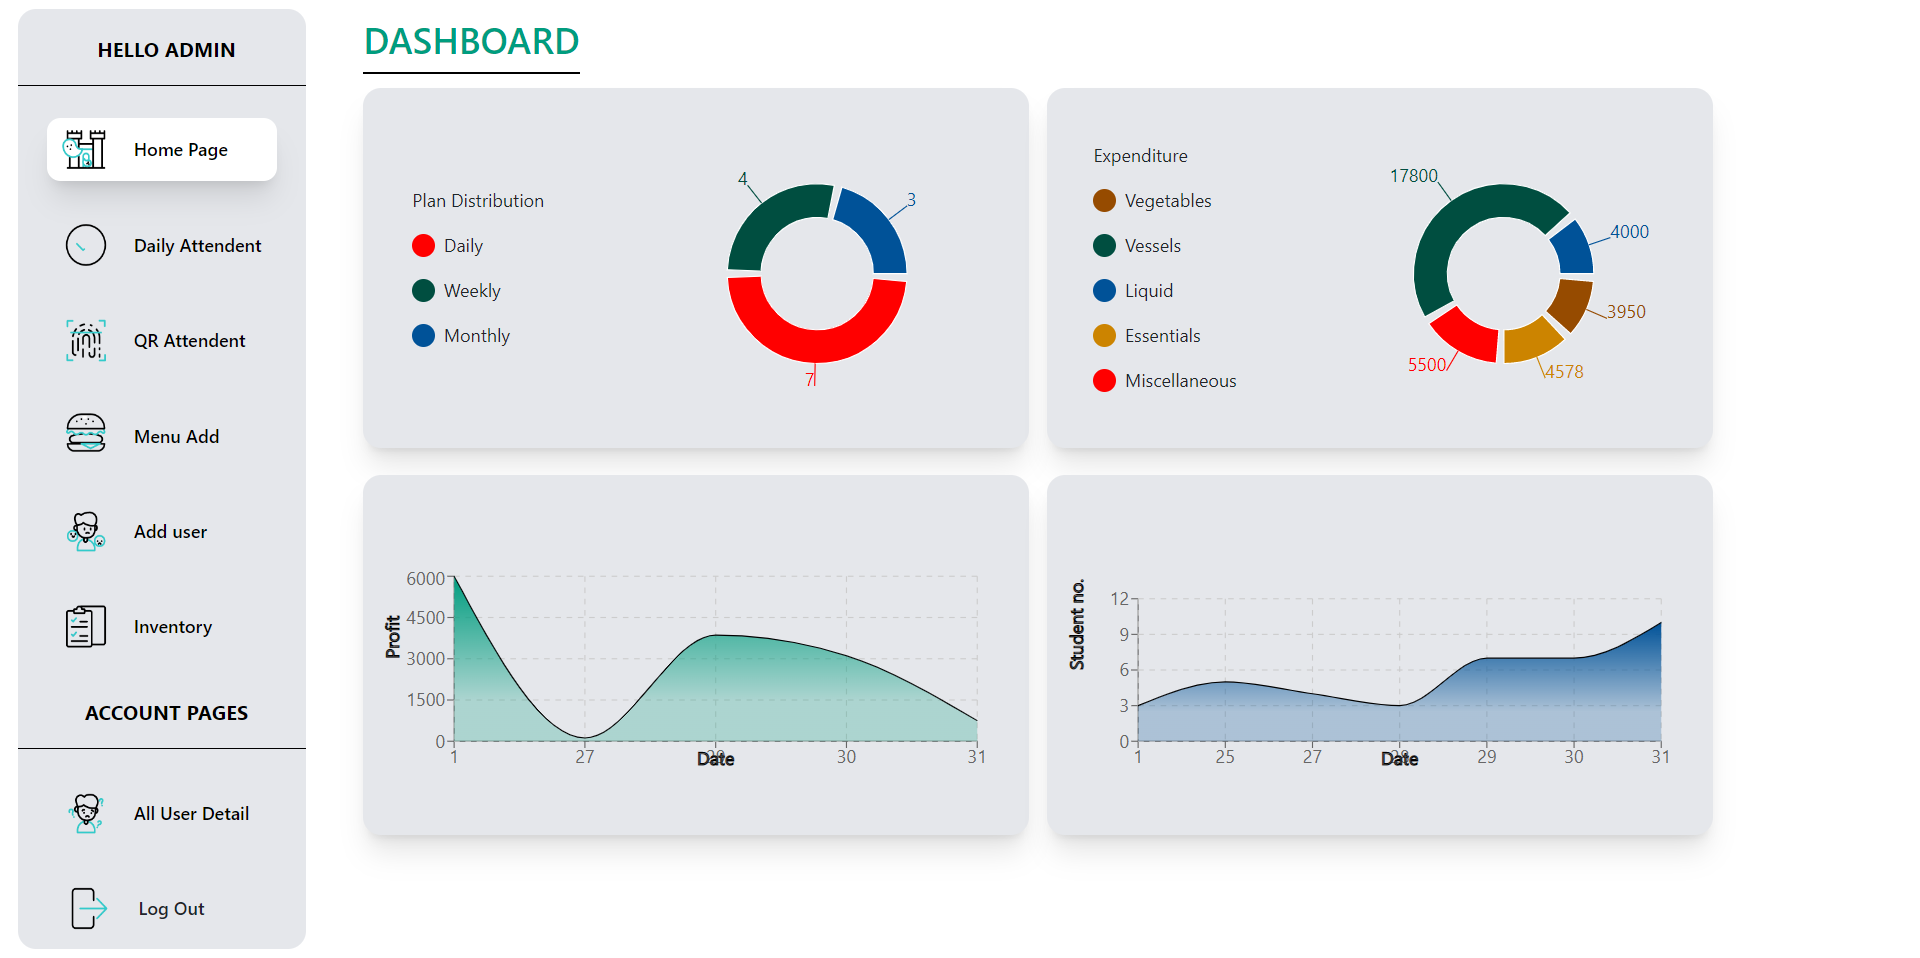 HELLO ADMIN
Home Page
Daily Attendent
QR Attendent
Menu Add
Add user
Inventory
ACCOUNT PAGES
All User Detail
Log Out
DASHBOARD
Plan Distribution
Daily
Weekly
Monthly
4
3
7
Expenditure
Vegetables
Vessels
Liquid
Essentials
Miscellaneous
17800
4000
3950
4578
5500
Profit
6000
4500
3000
1500
0
1 27 29 30 31
Date
Student no.
12
9
6
3
0
1 25 27 28 29 30 31
Date